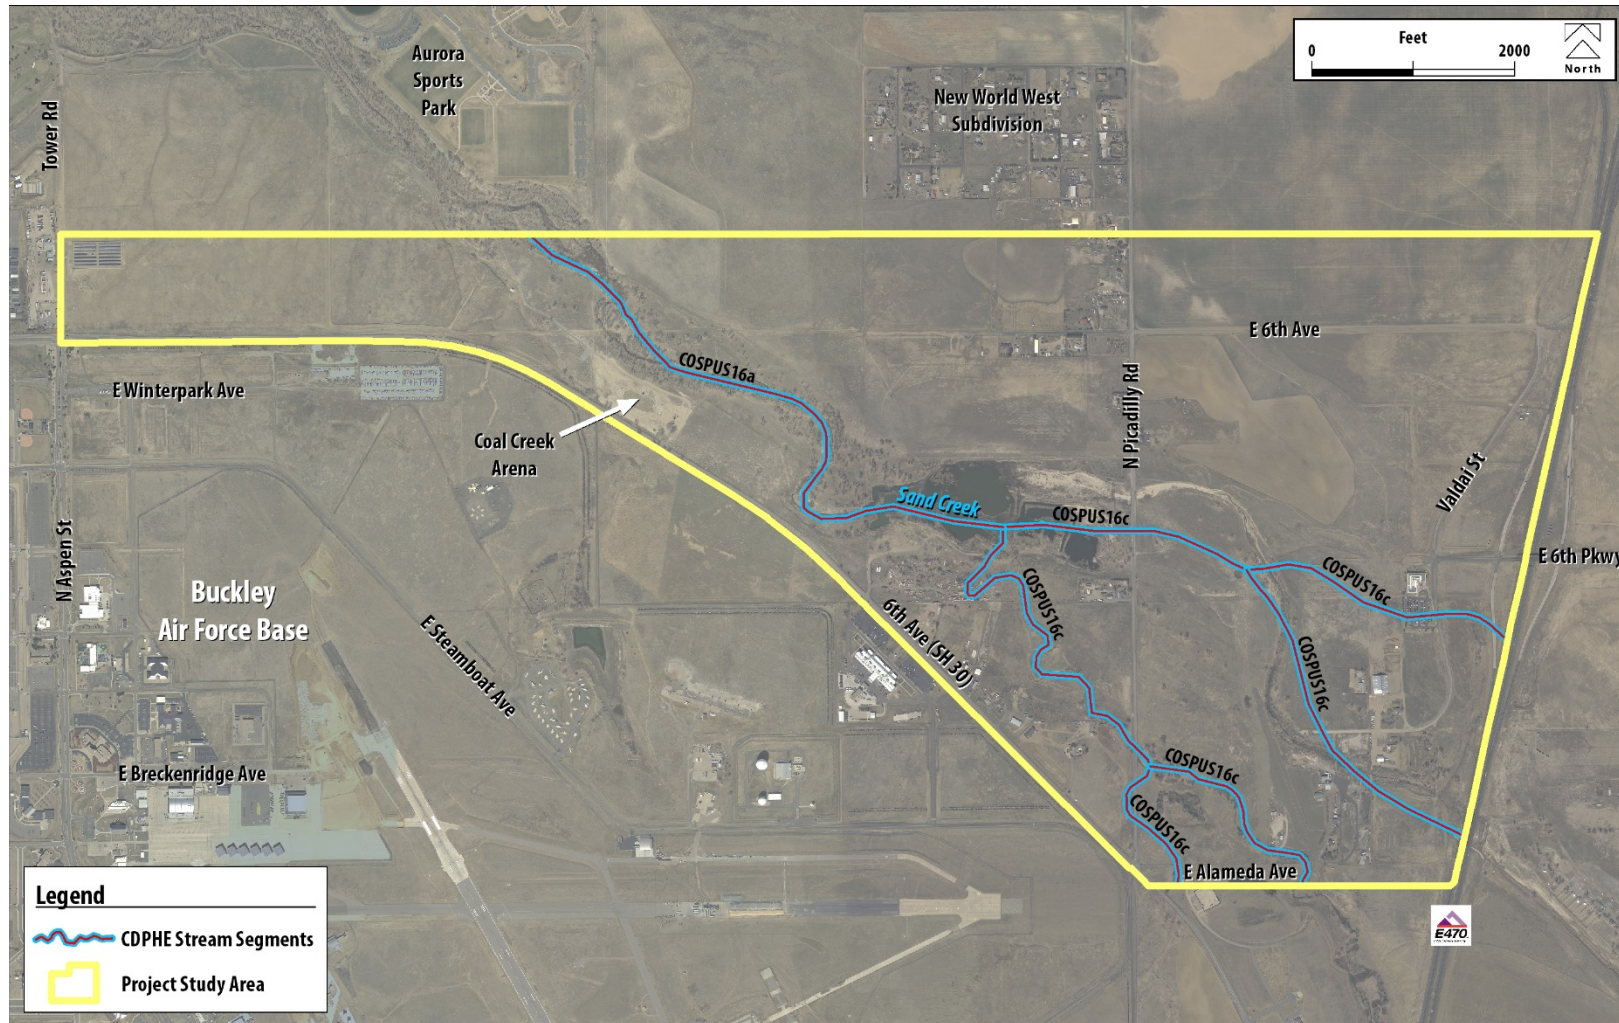 Feet
0 2000
North
Aurora
Sports
Park
New World West
Subdivision
Tower Rd
E 6th Ave
COSPUS16a
E Winterpark Ave
N Picadilly Rd
Coal Creek
Arena
Valdai St
Sand Creek
COSPUS16c
N Aspen St
E 6th Pkwy
COSPUS16c
COSPUS16c
Buckley
Air Force Base
6th Ave (SH 30)
E Steamboat Ave
COSPUS16c
E Breckenridge Ave
COSPUS16c
COSPUS16c
E Alameda Ave
Legend
CDPHE Stream Segments
Project Study Area
E470